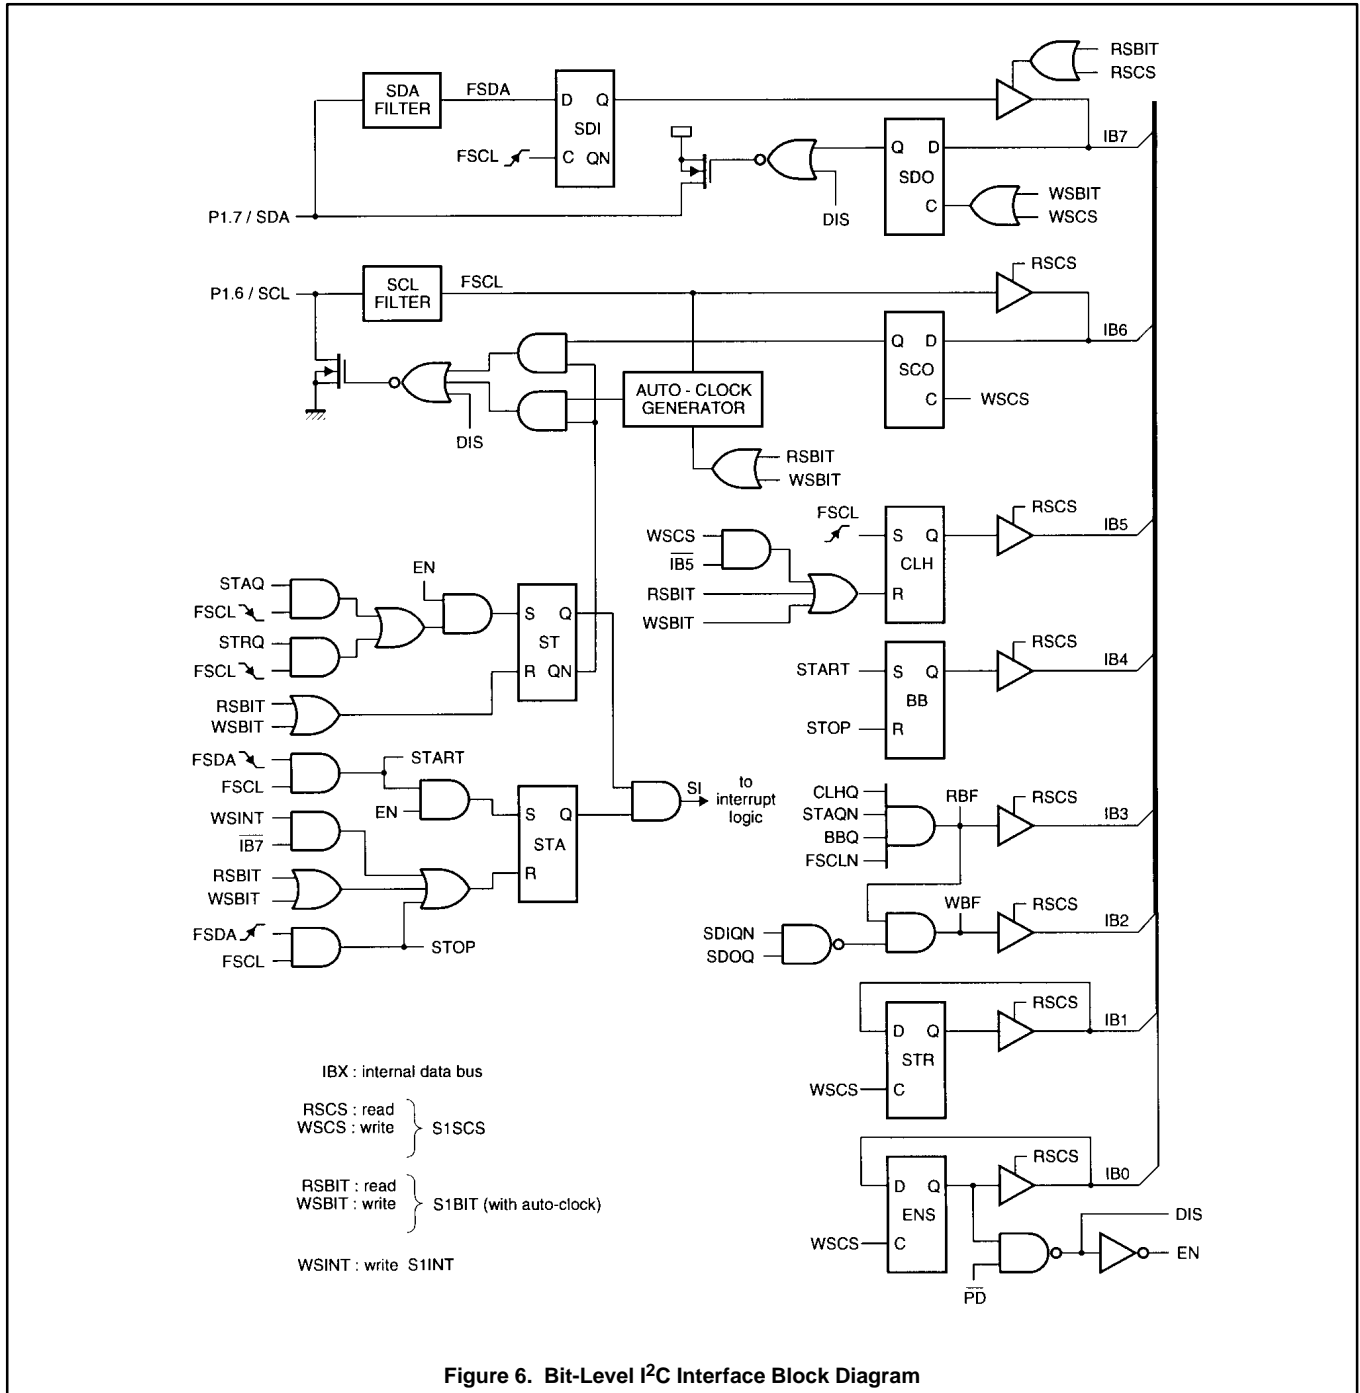 RSBIT
RSCS
SDA
FILTER
FSDA
D Q
SDI
C QN
FSCL
IB7
Q D
SDO
C
WSBIT
WSCS
DIS
P1.7 / SDA
RSCS
P1.6 / SCL
SCL
FILTER
FSCL
IB6
Q D
SCO
C
WSCS
AUTO - CLOCK
GENERATOR
DIS
RSBIT
WSBIT
FSCL
RSCS
WSCS
IB5
RSBIT
WSBIT
S Q
CLH
R
IB5
EN
STAQ
FSCL
STRQ
FSCL
S Q
ST
R QN
RSBIT
WSBIT
RSCS
START
S Q
BB
R
IB4
STOP
FSDA
FSCL
START
EN
WSINT
IB7
S Q
STA
R
SI
to
interrupt
logic
RSBIT
WSBIT
FSDA
FSCL
STOP
CLHQ
STAQN
BBQ
FSCLN
RBF
RSCS
IB3
WBF
RSCS
IB2
SDIQN
SDOQ
RSCS
D Q
STR
C
IB1
WSCS
RSCS
D Q
ENS
C
IB0
WSCS
DIS
EN
PD
IBX : internal data bus
RSCS : read
WSCS : write
S1SCS
RSBIT : read
WSBIT : write
S1BIT (with auto-clock)
WSINT : write S1INT
Figure 6. Bit-Level I²C Interface Block Diagram